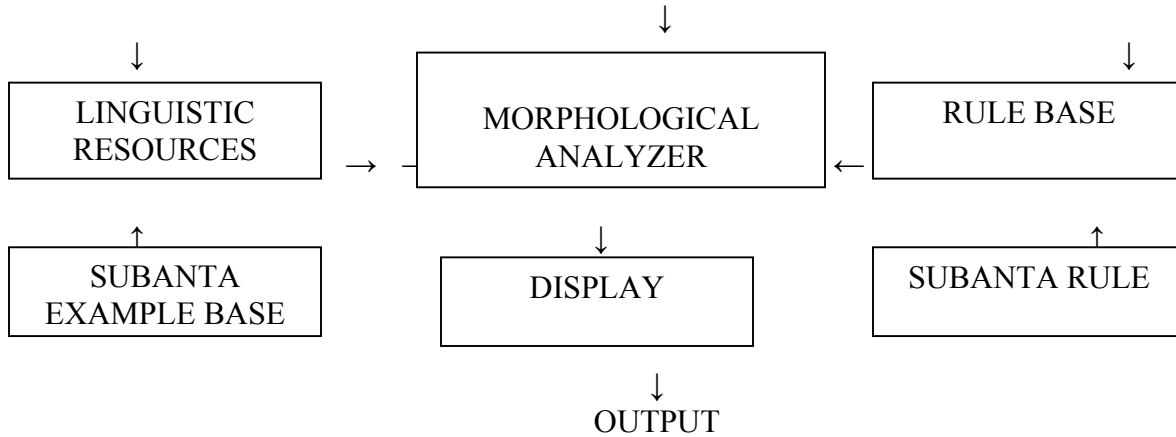 ↓
↓ ↓
LINGUISTIC
RESOURCES
→
MORPHOLOGICAL
ANALYZER
←
RULE BASE
↑ ↓ ↑
SUBANTA
EXAMPLE BASE
DISPLAY
SUBANTA RULE
↓
OUTPUT